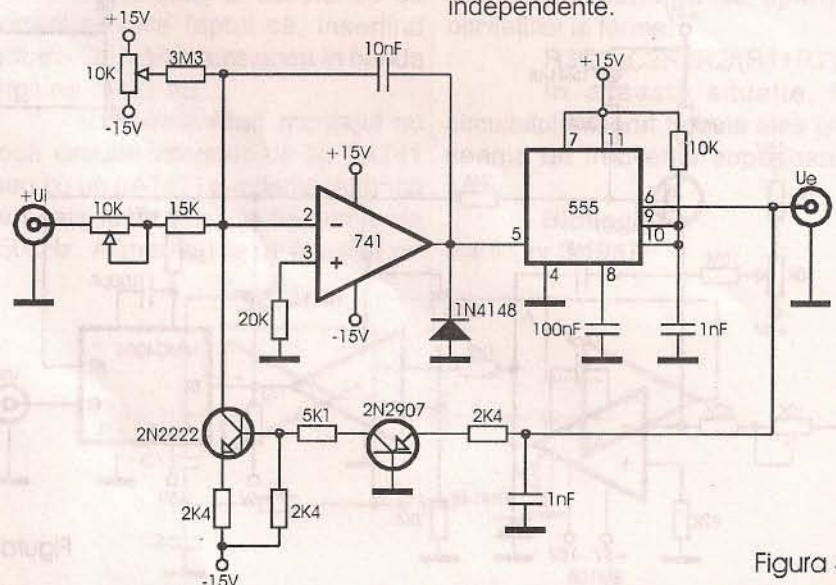 independente.
+15V
10K
3M3
-15V
10nF
+15V
7
11
10K
555
6
9
10
5
4
8
Ue
100nF
1nF
+Ui
10K
15K
+15V
2
3
741
-15V
20K
1N4148
2N2222
5K1
2N2907
2K4
1nF
2K4
2K4
-15V
Figura